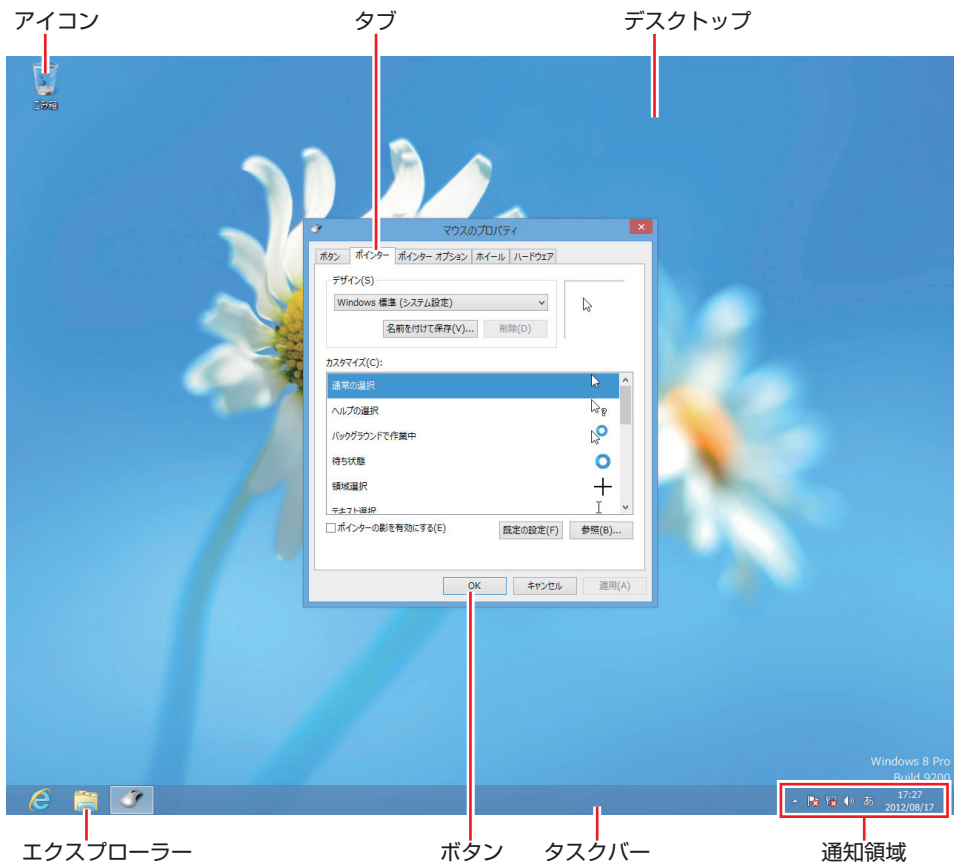 アイコン
タブ
デスクトップ
ごみ箱
マウスのプロパティ
ボタン ポインター ポインター オプション ホイール ハードウェア
デザイン(S)
Windows 標準 (システム設定)
名前を付けて保存(V)... 削除(D)
カスタマイズ(C):
通常の選択
ヘルプの選択
バックグラウンドで作業中
待ち状態
領域選択
テキスト選択
ポインターの影を有効にする(E) 既定の設定(F) 参照(B)...
OK キャンセル 適用(A)
Windows 8 Pro
Build 9200
あ 17:27
2012/08/17
エクスプローラー
ボタン
タスクバー
通知領域